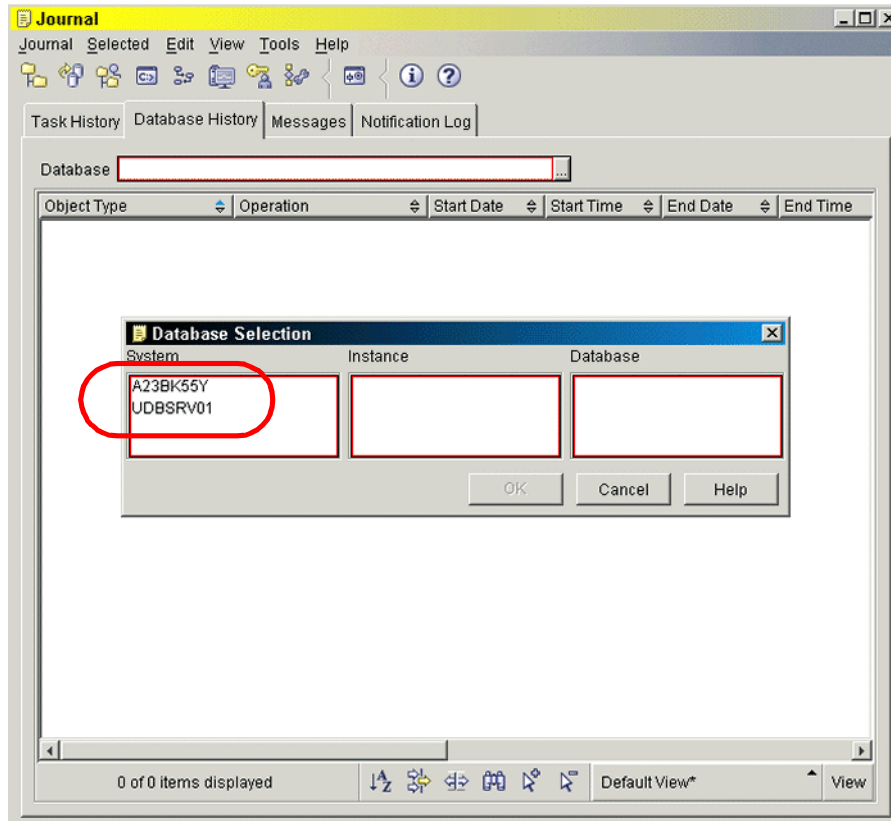 Journal
Journal Selected Edit View Tools Help
Task History Database History Messages Notification Log
Database ...
Object Type Operation Start Date Start Time End Date End Time
Database Selection
System Instance Database
A23BK55Y
UDBSRV01
OK Cancel Help
0 of 0 items displayed Default View* View